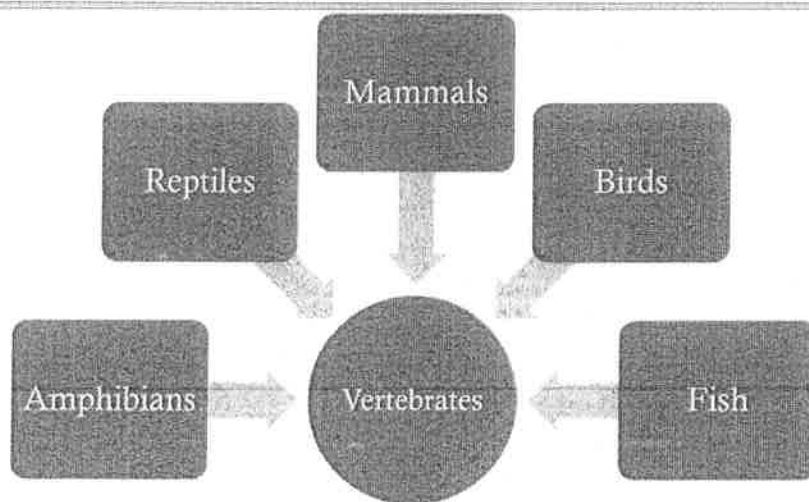 Mammals
Reptiles
Birds
Amphibians
Vertebrates
Fish